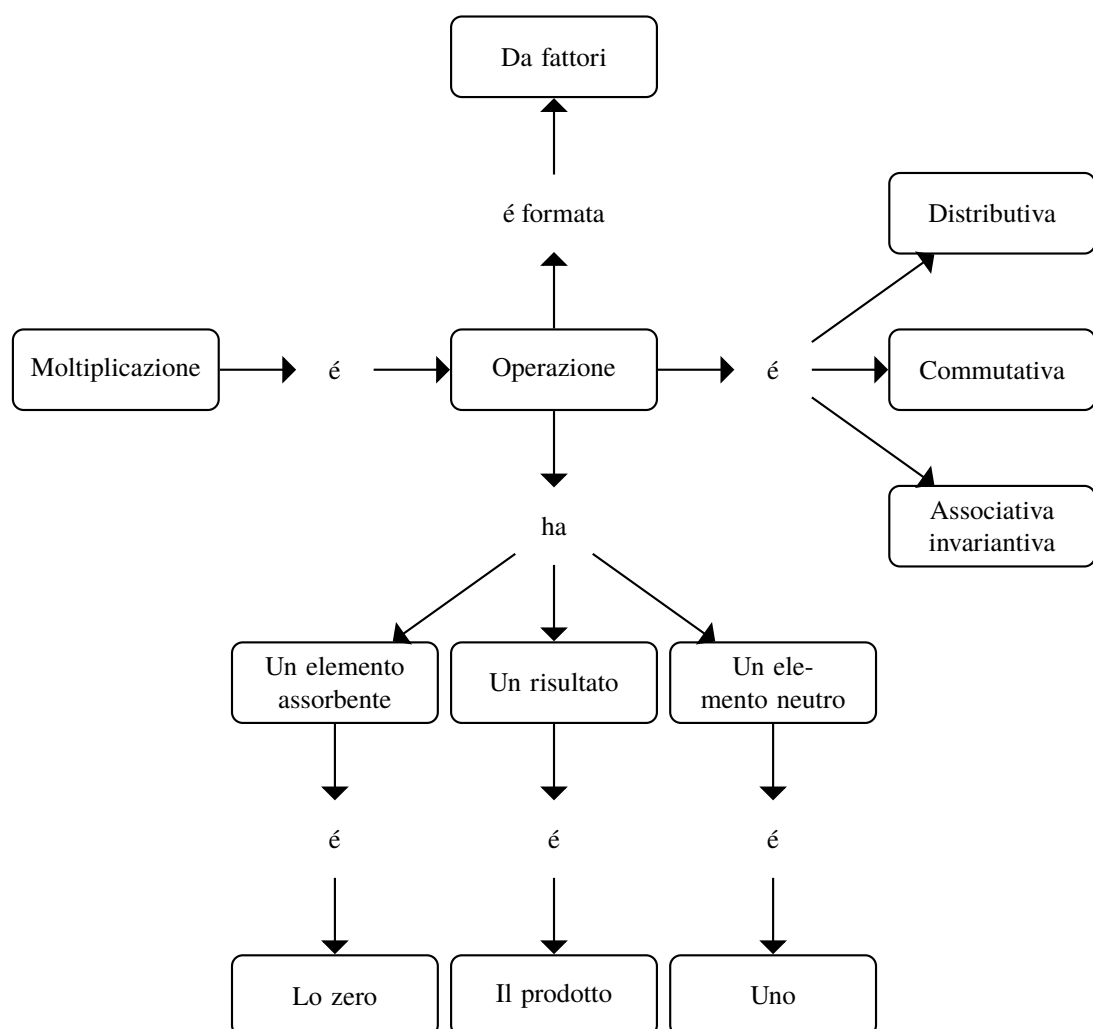 Da fattori
é formata
Distributiva
Moltiplicazione
é
Operazione
é
Commutativa
Associativa
invariantiva
ha
Un elemento
assorbente
Un risultato
Un ele-
mento neutro
é
é
é
Lo zero
Il prodotto
Uno